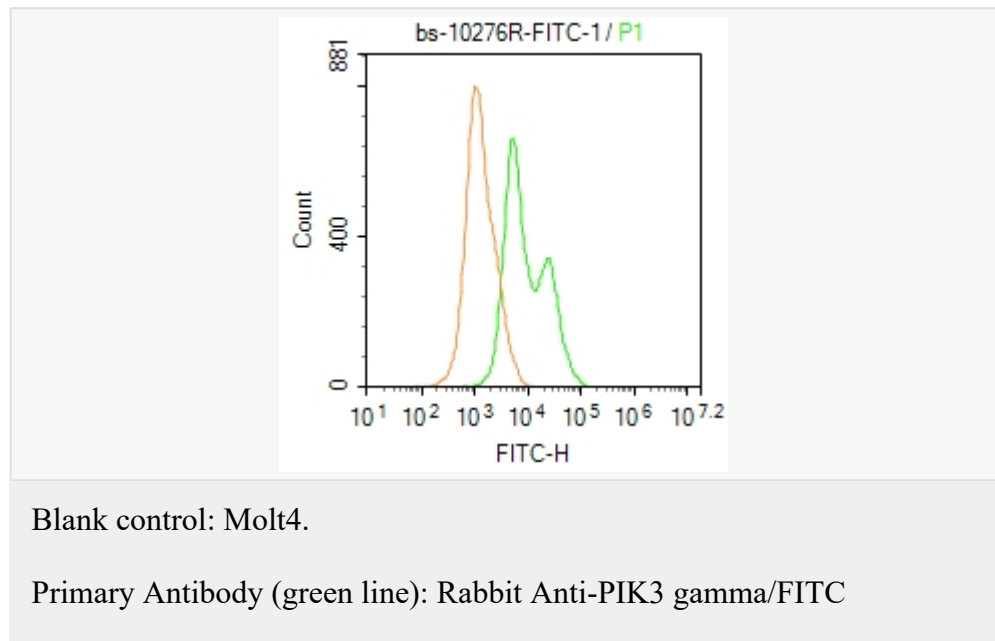 bs-10276R-FITC-1 / P1
881
400
0
Count
10^1 10^2 10^3 10^4 10^5 10^6 10^7.2
FITC-H
Blank control: Molt4.
Primary Antibody (green line): Rabbit Anti-PIK3 gamma/FITC